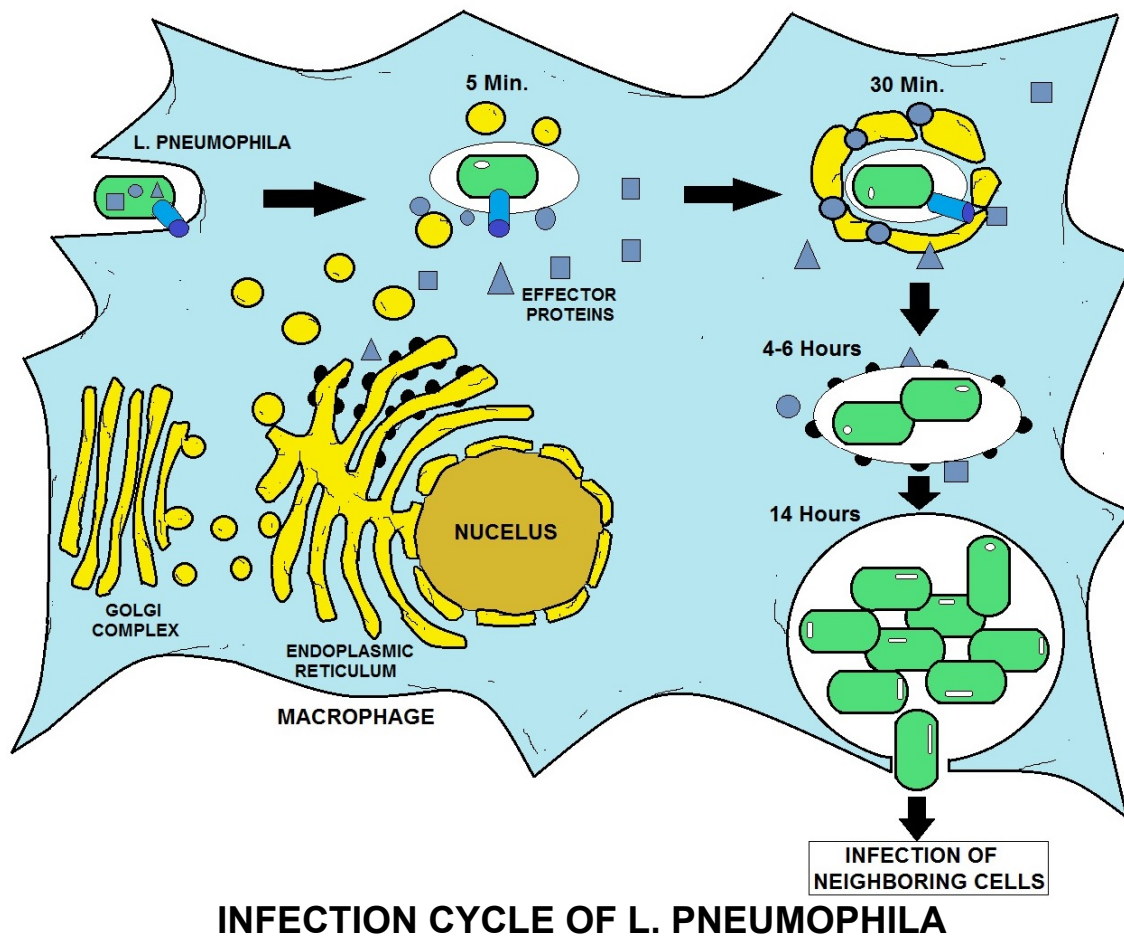 5 Min.
30 Min.
L. PNEUMOPHILA
EFFECTOR
PROTEINS
4-6 Hours
14 Hours
NUCELUS
GOLGI
COMPLEX
ENDOPLASMIC
RETICULUM
MACROPHAGE
INFECTION OF
NEIGHBORING CELLS
INFECTION CYCLE OF L. PNEUMOPHILA